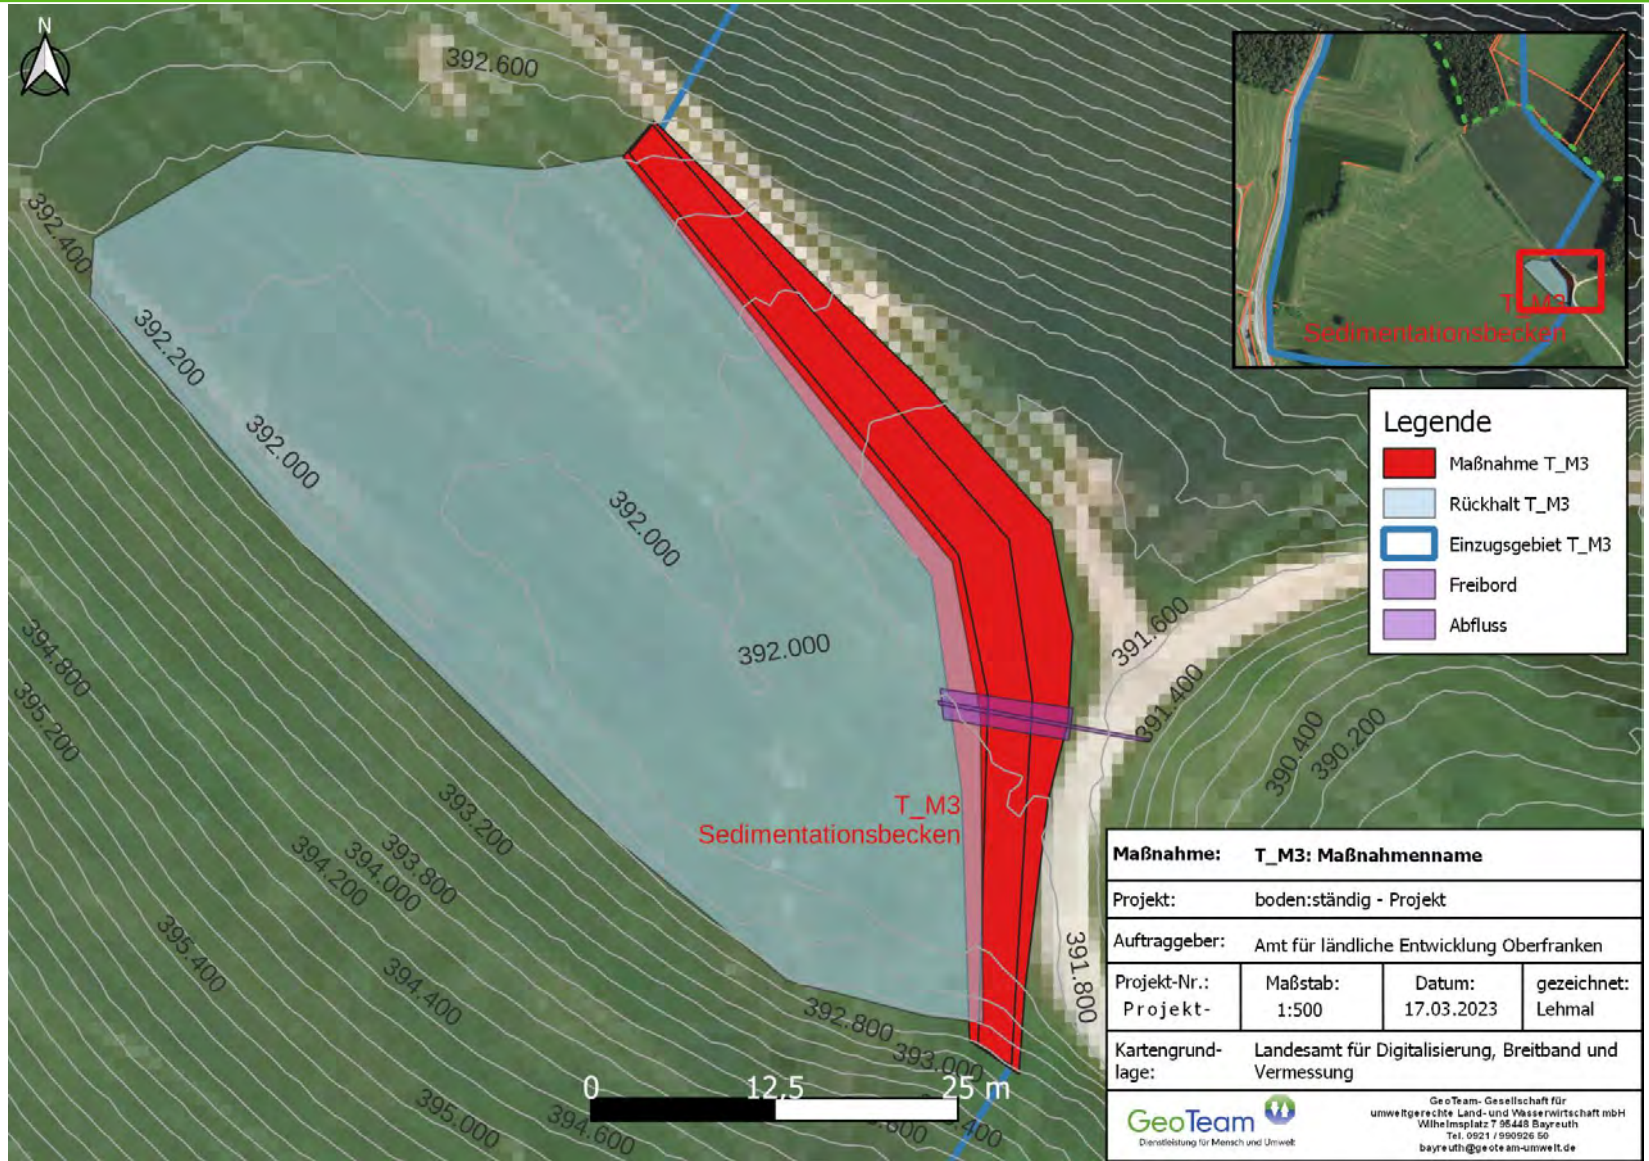 N
392.600
392.400
392.200
392.000
392.000
392.000
394.800
395.200
393.200
393.800
394.000
394.200
395.400
394.400
392.800
393.000
395.000
394.600
391.600
391.400
390.400
390.200
391.800
T_M3
Sedimentationsbecken
0 12,5 25 m
T_M3
Sedimentationsbecken
Legende
Maßnahme T_M3
Rückhalt T_M3
Einzugsgebiet T_M3
Freibord
Abfluss
Maßnahme: T_M3: Maßnahmenname
Projekt: boden:ständig - Projekt
Auftraggeber: Amt für ländliche Entwicklung Oberfranken
Projekt-Nr.: Maßstab: Datum: gezeichnet:
Projekt- 1:500 17.03.2023 Lehmal
Kartengrund- Landesamt für Digitalisierung, Breitband und
lage: Vermessung
GeoTeam
Dienstleistung für Mensch und Umwelt
GeoTeam- Gesellschaft für
umweltgerechte Land- und Wasserwirtschaft mbH
Wilhelmsplatz 7 95448 Bayreuth
Tel. 0921 / 990926 50
bayreuth@geoteam-umwelt.de